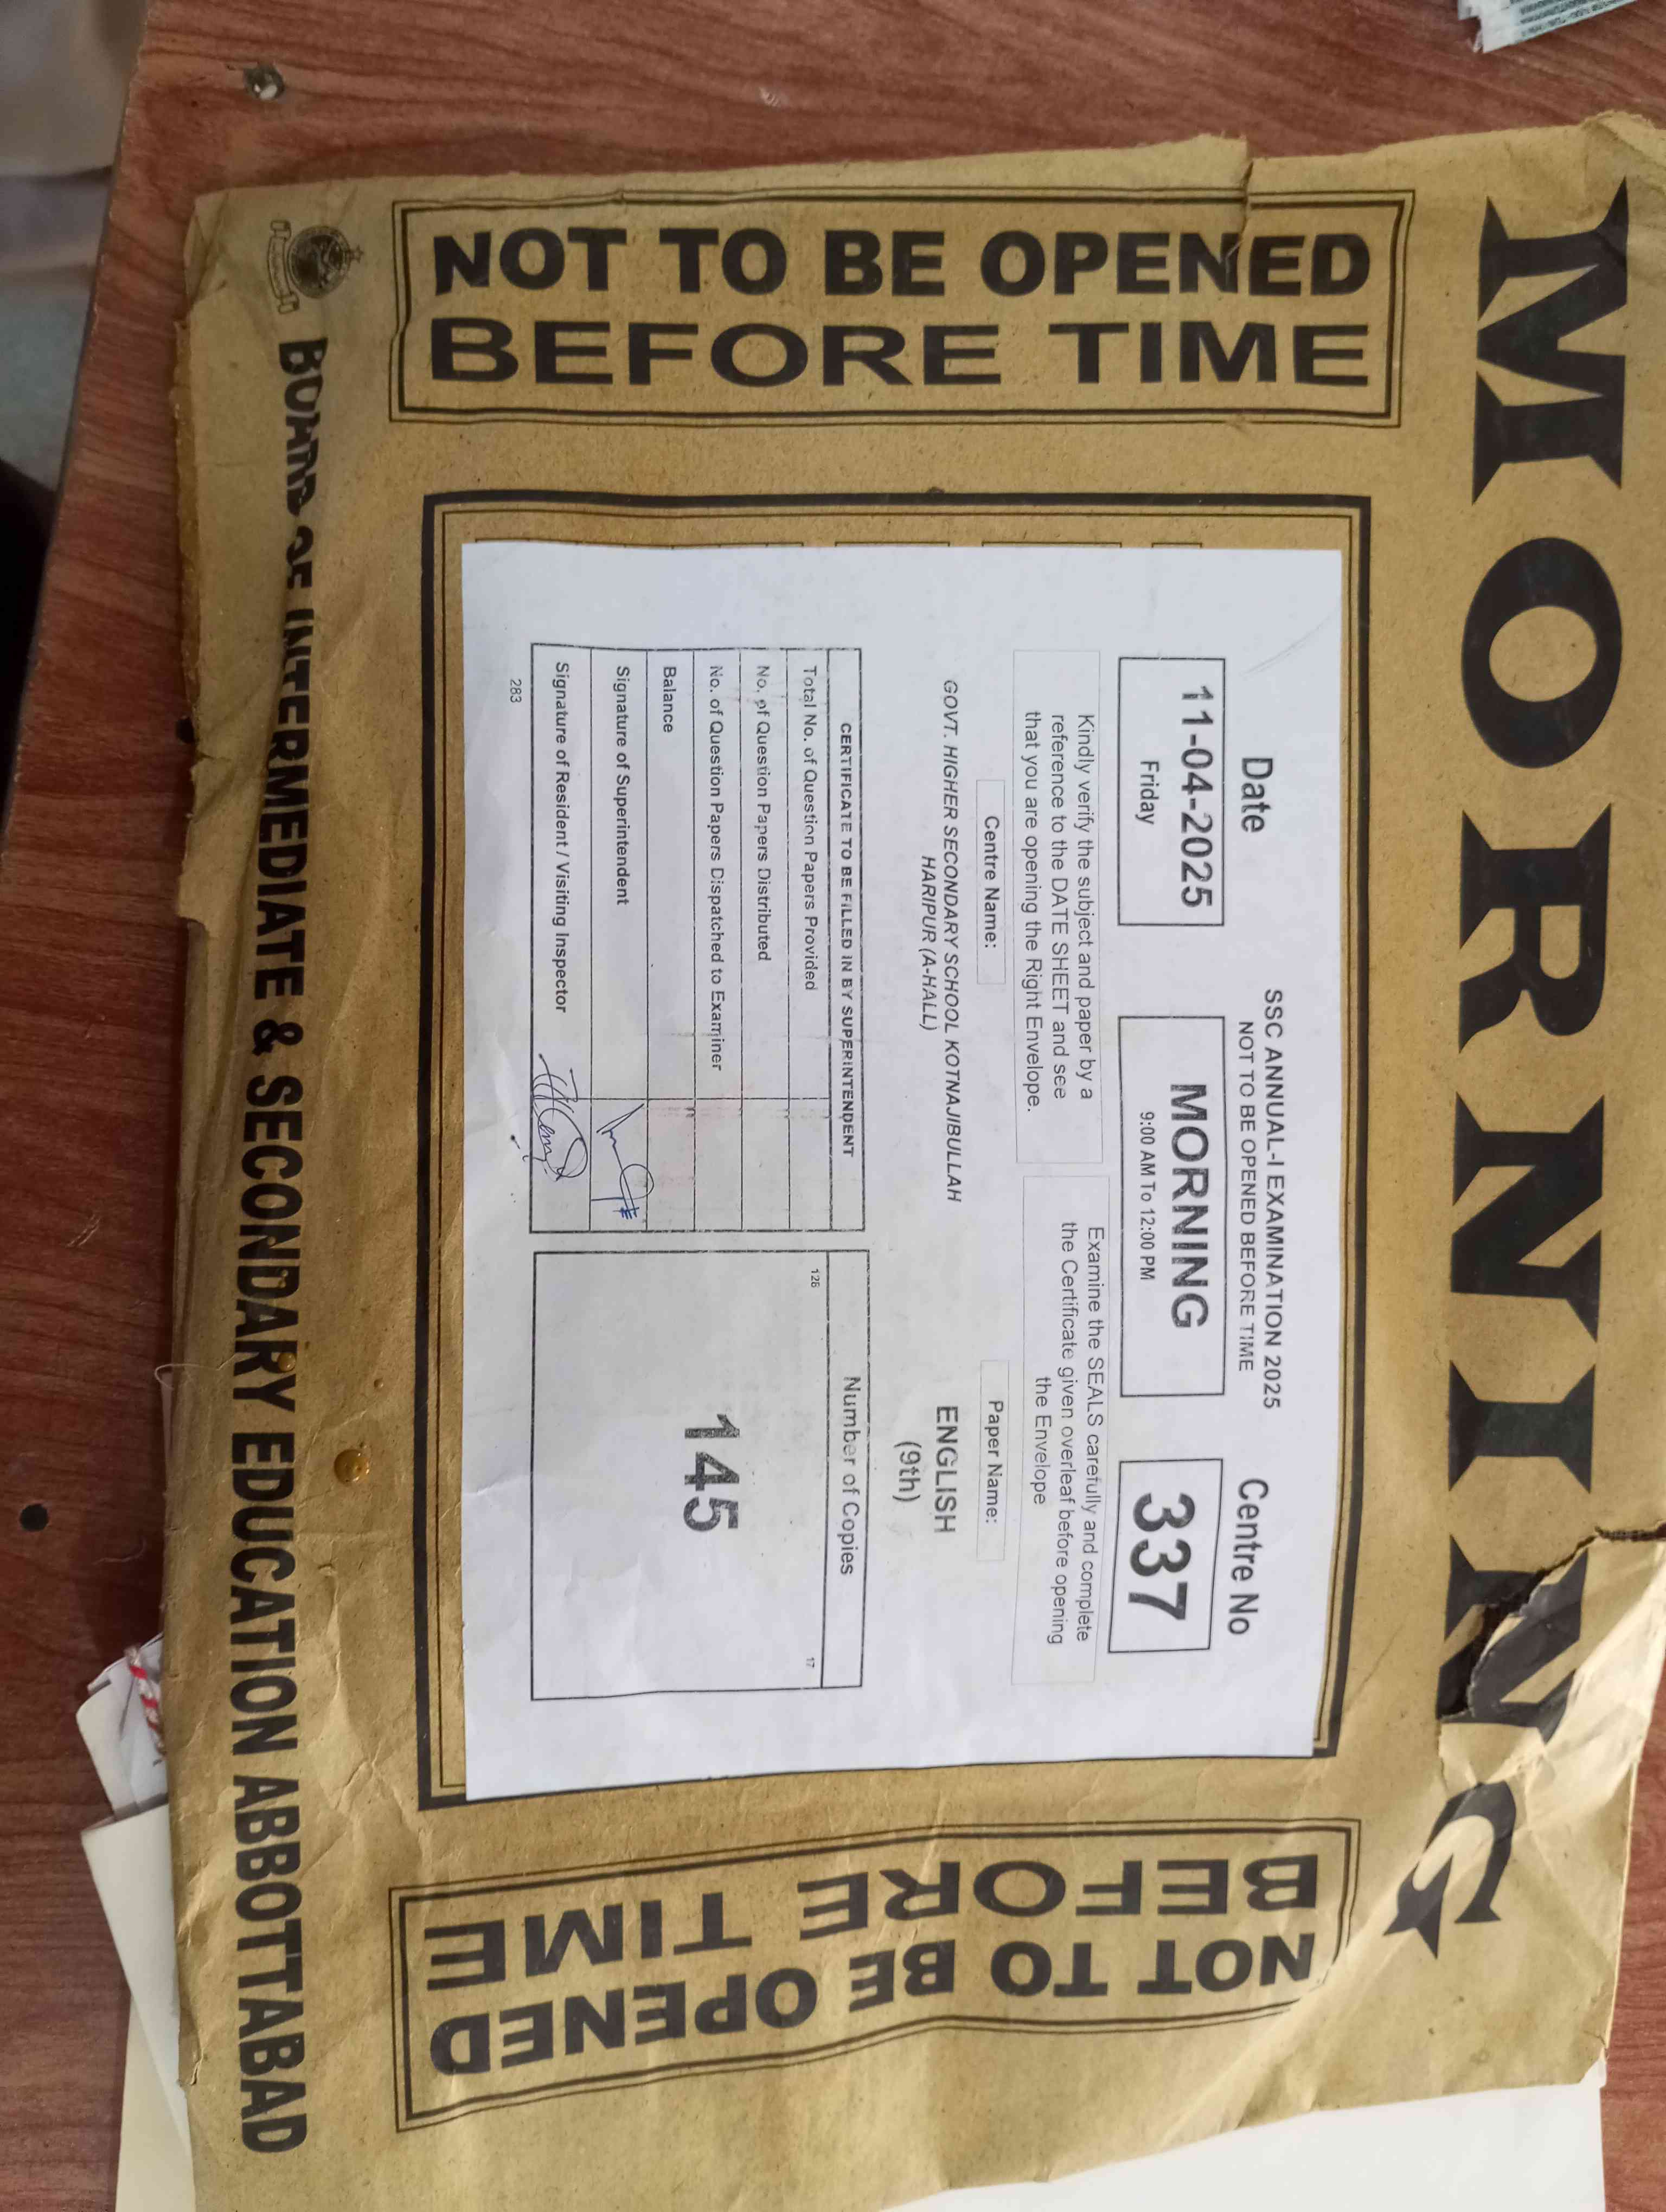 MORNING
NOT TO BE OPENED
BEFORE TIME
Date
11-04-2025
Friday
SSC ANNUAL-I EXAMINATION 2025
NOT TO BE OPENED BEFORE TIME
MORNING
9:00 AM To 12:00 PM
Centre No
337
Kindly verify the subject and paper by a
reference to the DATE SHEET and see
that you are opening the Right Envelope.
Examine the SEALS carefully and complete
the Certificate given overleaf before opening
the Envelope
Centre Name:
GOVT. HIGHER SECONDARY SCHOOL KOTNAJIBULLAH
HARIPUR (A-HALL)
Paper Name:
ENGLISH
(9th)
CERTIFICATE TO BE FILLED IN BY SUPERINTENDENT
Total No. of Question Papers Provided
No. of Question Papers Distributed
No. of Question Papers Dispatched to Examiner
Balance
Signature of Superintendent
Signature of Resident / Visiting Inspector
283
Number of Copies
126
17
145
NOT TO BE OPENED
BEFORE TIME
BOARD OF INTERMEDIATE & SECONDARY EDUCATION ABBOTTABAD